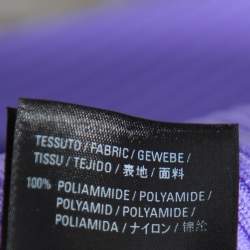 TESSUTO / FABRIC / GEWEBE /
TISSU / TEJIDO / 表地 / 面料
100% POLIAMMIDE / POLYAMIDE /
POLYAMID / POLYAMIDE /
POLIAMIDA / ナイロン / 锦纶